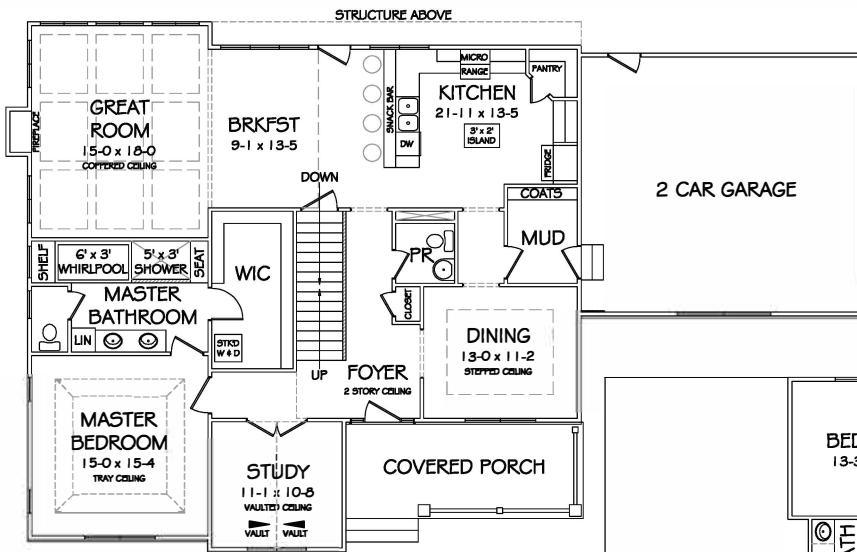 STRUCTURE ABOVE
GREAT
ROOM
15-0 x 18-0
COFFERED CEILING
FIREPLACE
BRKFST
9-1 x 13-5
SNACK BAR
DW
MICRO
RANGE
KITCHEN
21-11 x 13-5
3' x 2'
ISLAND
PANTRY
FRIDGE
2 CAR GARAGE
DOWN
COATS
MUD
PR
CLOSET
SHELF
6' x 3'
WHIRLPOOL
5' x 3'
SHOWER
SEAT
WIC
MASTER
BATHROOM
LIN
STKD
W & D
UP
FOYER
2 STORY CEILING
DINING
13-0 x 11-2
STEPPED CEILING
MASTER
BEDROOM
15-0 x 15-4
TRAY CEILING
STUDY
11-1 x 10-8
VAULTED CEILING
VAULT
VAULT
COVERED PORCH